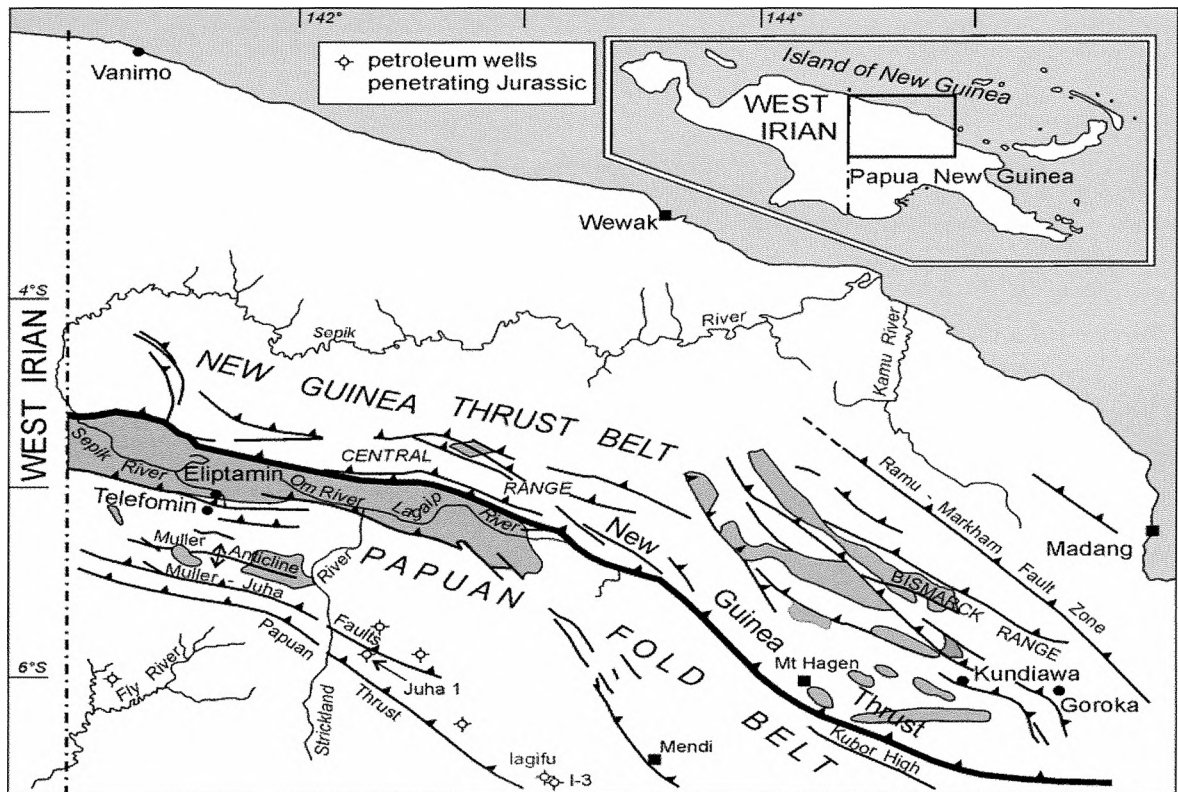 142°
144°
Vanimo
petroleum wells
penetrating Jurassic
Island of New Guinea
WEST
IRIAN
Papua New Guinea
Wewak
4°S
Sepik
River
Kamu River
WEST IRIAN
NEW GUINEA THRUST BELT
CENTRAL
RANGE
Sepik
River
Eliptamin
Om River
Lagaip
River
Telefomin
New
Guinea
Thrust
Ramu - Markham
Fault
Zone
Madang
Muller
Anticline
River
PAPUAN
FOLD
BELT
BISMARCK
RANGE
Muller - Juha
Faults
Papuan
Thrust
6°S
Fly River
Juha 1
Strickland
Mt Hagen
Kundiawa
Goroka
Kubor High
Mendi
Iagifu
I-3